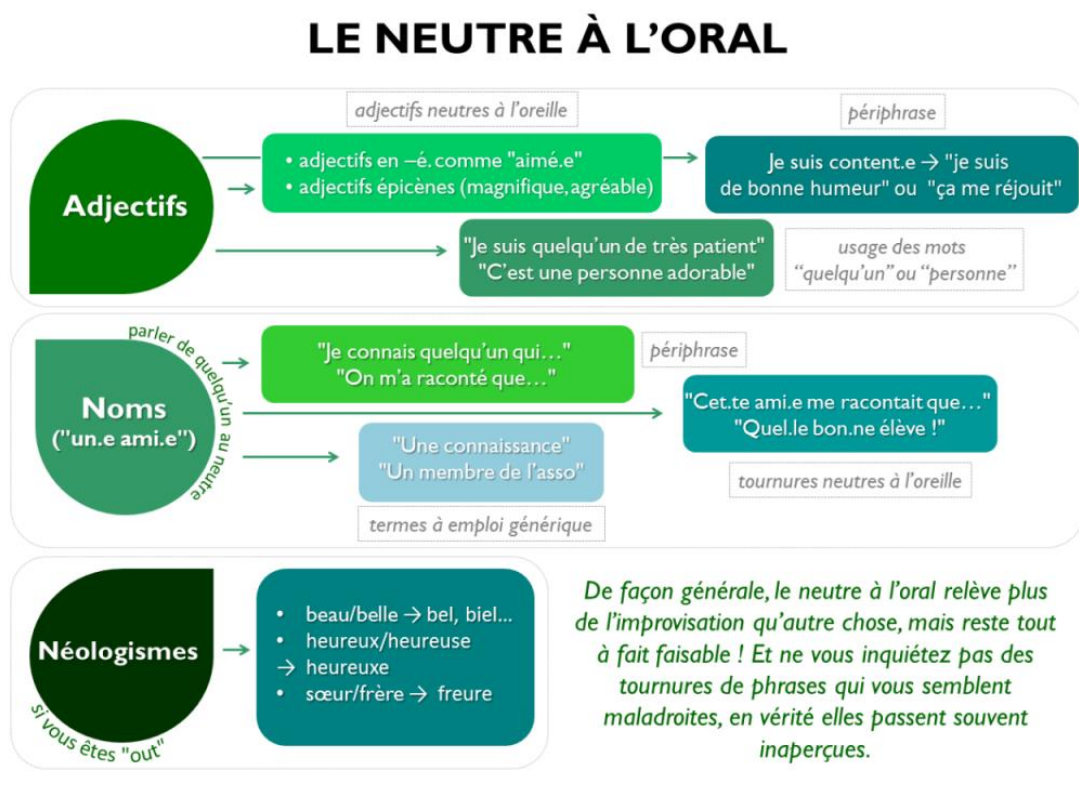 LE NEUTRE À L'ORAL
adjectifs neutres à l'oreille
périphrase
Adjectifs
• adjectifs en –é. comme "aimé.e"
• adjectifs épicènes (magnifique, agréable)
Je suis content.e → "je suis
de bonne humeur" ou "ça me réjouit"
"Je suis quelqu'un de très patient"
"C'est une personne adorable"
usage des mots
“quelqu'un” ou “personne”
Noms
("un.e ami.e")
parler de quelqu'un au neutre
"Je connais quelqu'un qui…"
"On m'a raconté que…"
périphrase
"Cet.te ami.e me racontait que…"
"Quel.le bon.ne élève !"
tournures neutres à l'oreille
"Une connaissance"
"Un membre de l'asso"
termes à emploi générique
Néologismes
si vous êtes "out"
• beau/belle → bel, biel...
• heureux/heureuse
→ heureuxe
• sœur/frère → freure
De façon générale, le neutre à l'oral relève plus
de l'improvisation qu'autre chose, mais reste tout
à fait faisable ! Et ne vous inquiétez pas des
tournures de phrases qui vous semblent
maladroites, en vérité elles passent souvent
inaperçues.